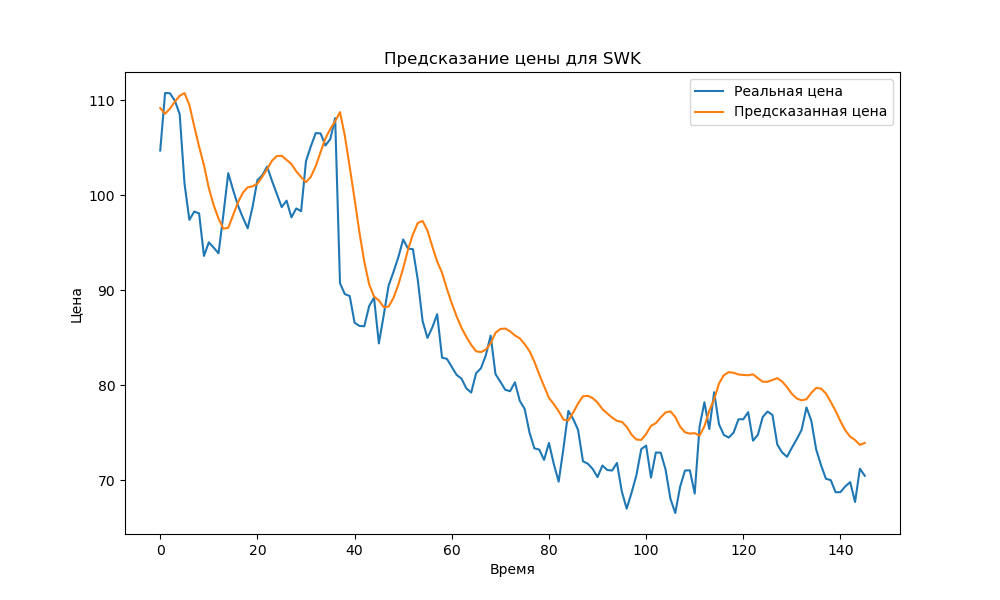 Предсказание цены для SWK
Реальная цена
Предсказанная цена
Цена
110
100
90
80
70
0 20 40 60 80 100 120 140
Время